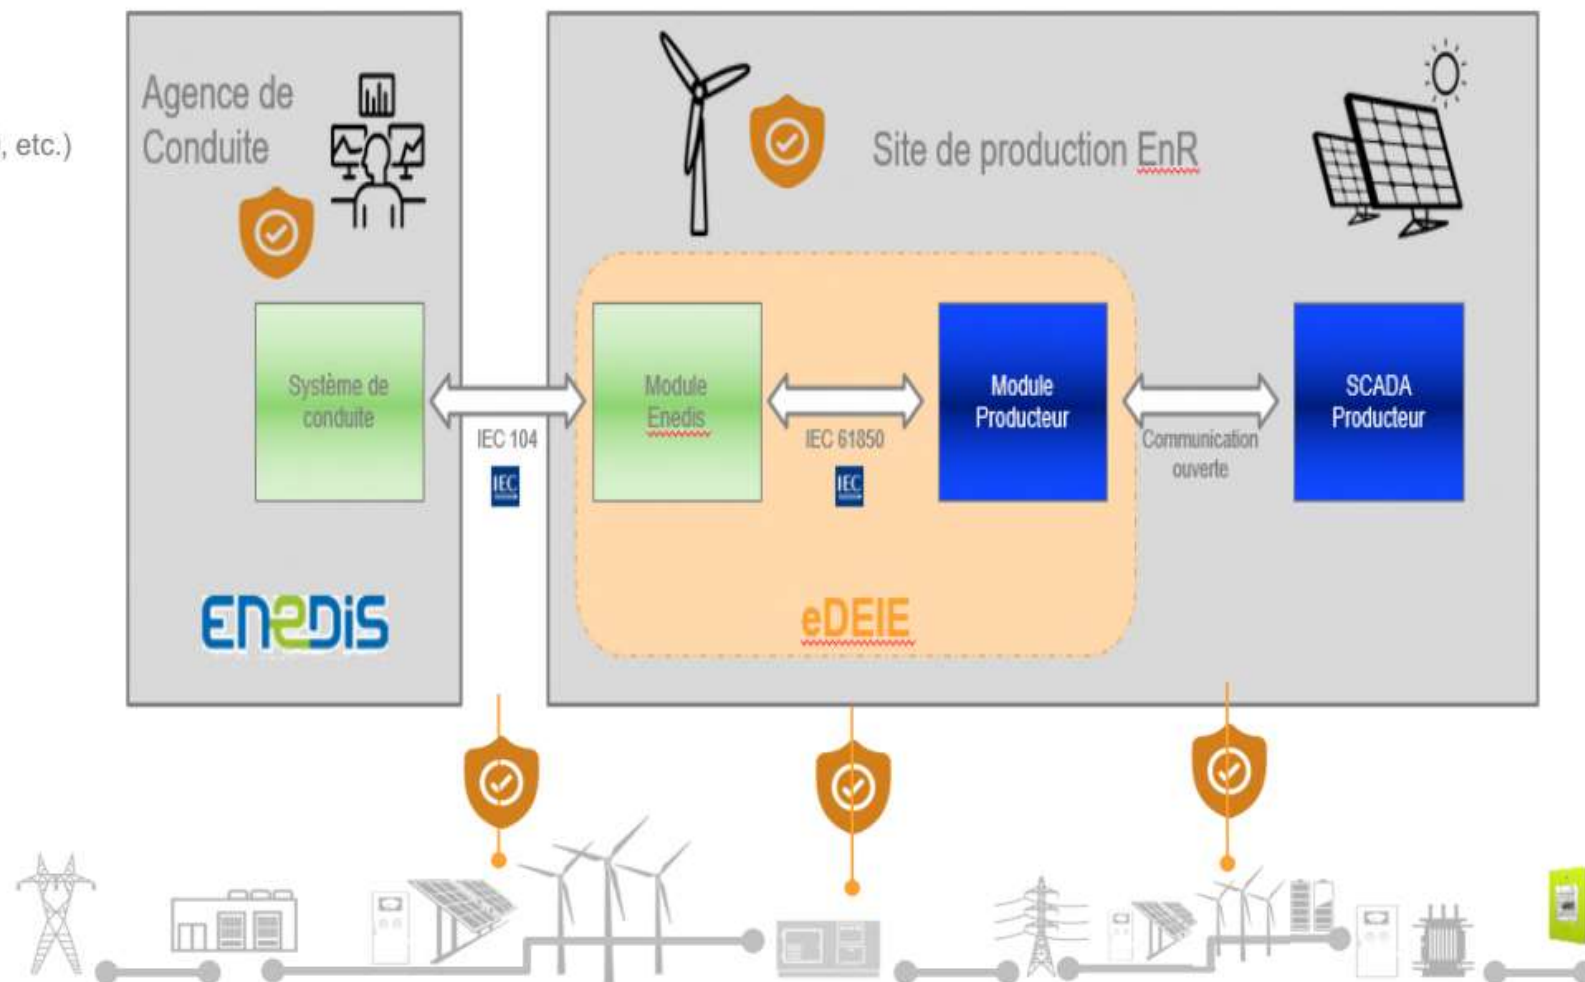 , etc.)
Agence de
Conduite
Site de production EnR
Système de
conduite
IEC 104
IEC
Module
Enedis
IEC 61850
IEC
Module
Producteur
Communication
ouverte
SCADA
Producteur
eDEIE
ENEDIS